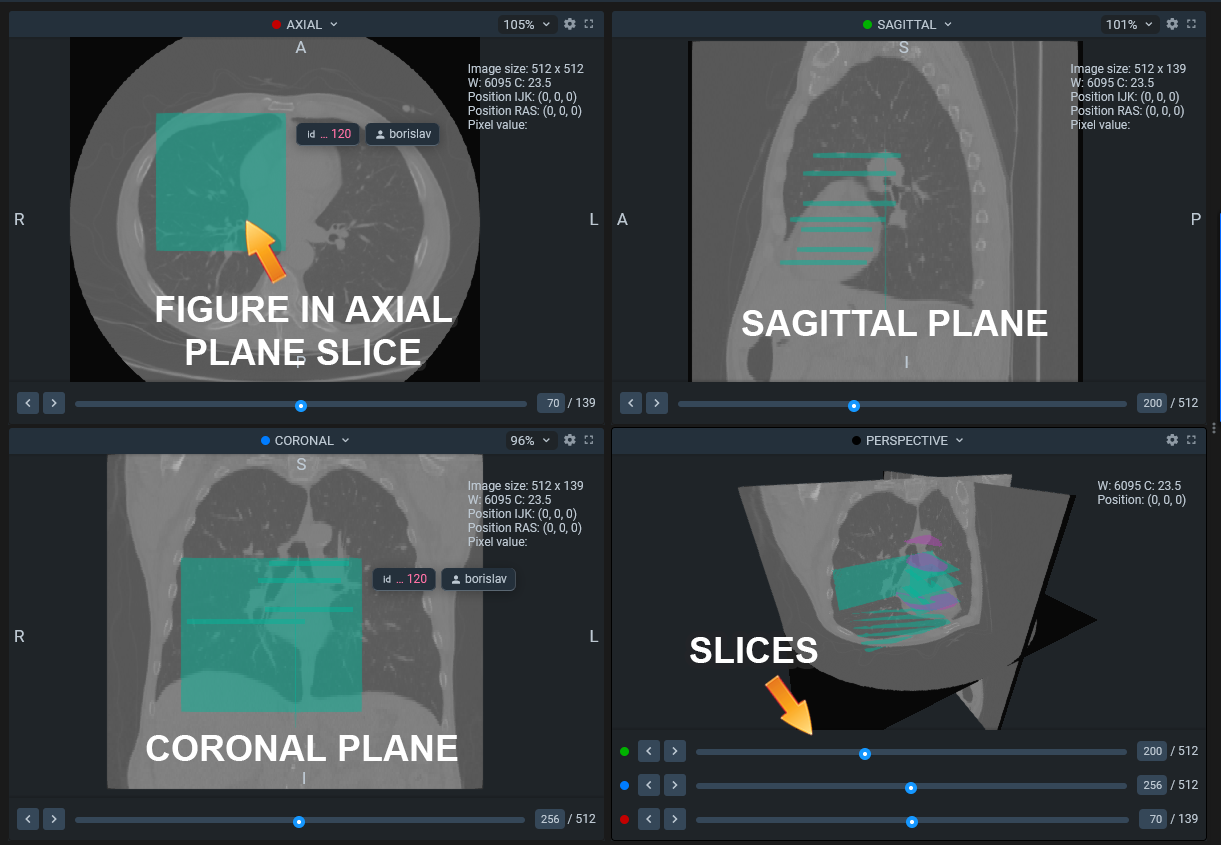 AXIAL
105%
A
Image size: 512 x 512
W: 6095 C: 23.5
Position IJK: (0, 0, 0)
Position RAS: (0, 0, 0)
Pixel value:
id ... 120
borislav
R
L
FIGURE IN AXIAL
PLANE SLICE
P
70 / 139
SAGITTAL
101%
S
Image size: 512 x 139
W: 6095 C: 23.5
Position IJK: (0, 0, 0)
Position RAS: (0, 0, 0)
Pixel value:
A
P
SAGITTAL PLANE
I
200 / 512
CORONAL
96%
S
Image size: 512 x 139
W: 6095 C: 23.5
Position IJK: (0, 0, 0)
Position RAS: (0, 0, 0)
Pixel value:
id ... 120
borislav
R
L
CORONAL PLANE
I
256 / 512
PERSPECTIVE
W: 6095 C: 23.5
Position: (0, 0, 0)
SLICES
200 / 512
256 / 512
70 / 139